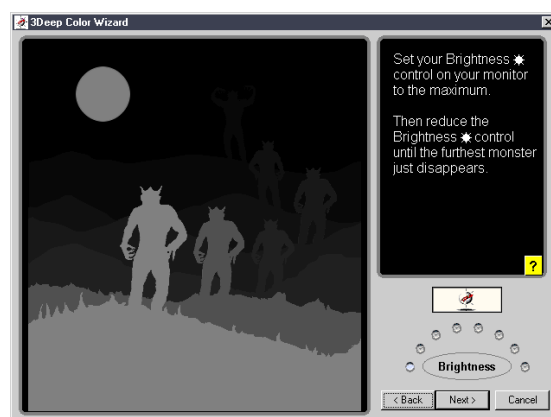 3Deep Color Wizard
Set your Brightness
control on your monitor
to the maximum.
Then reduce the
Brightness control
until the furthest monster
just disappears.
?
Brightness
< Back Next > Cancel